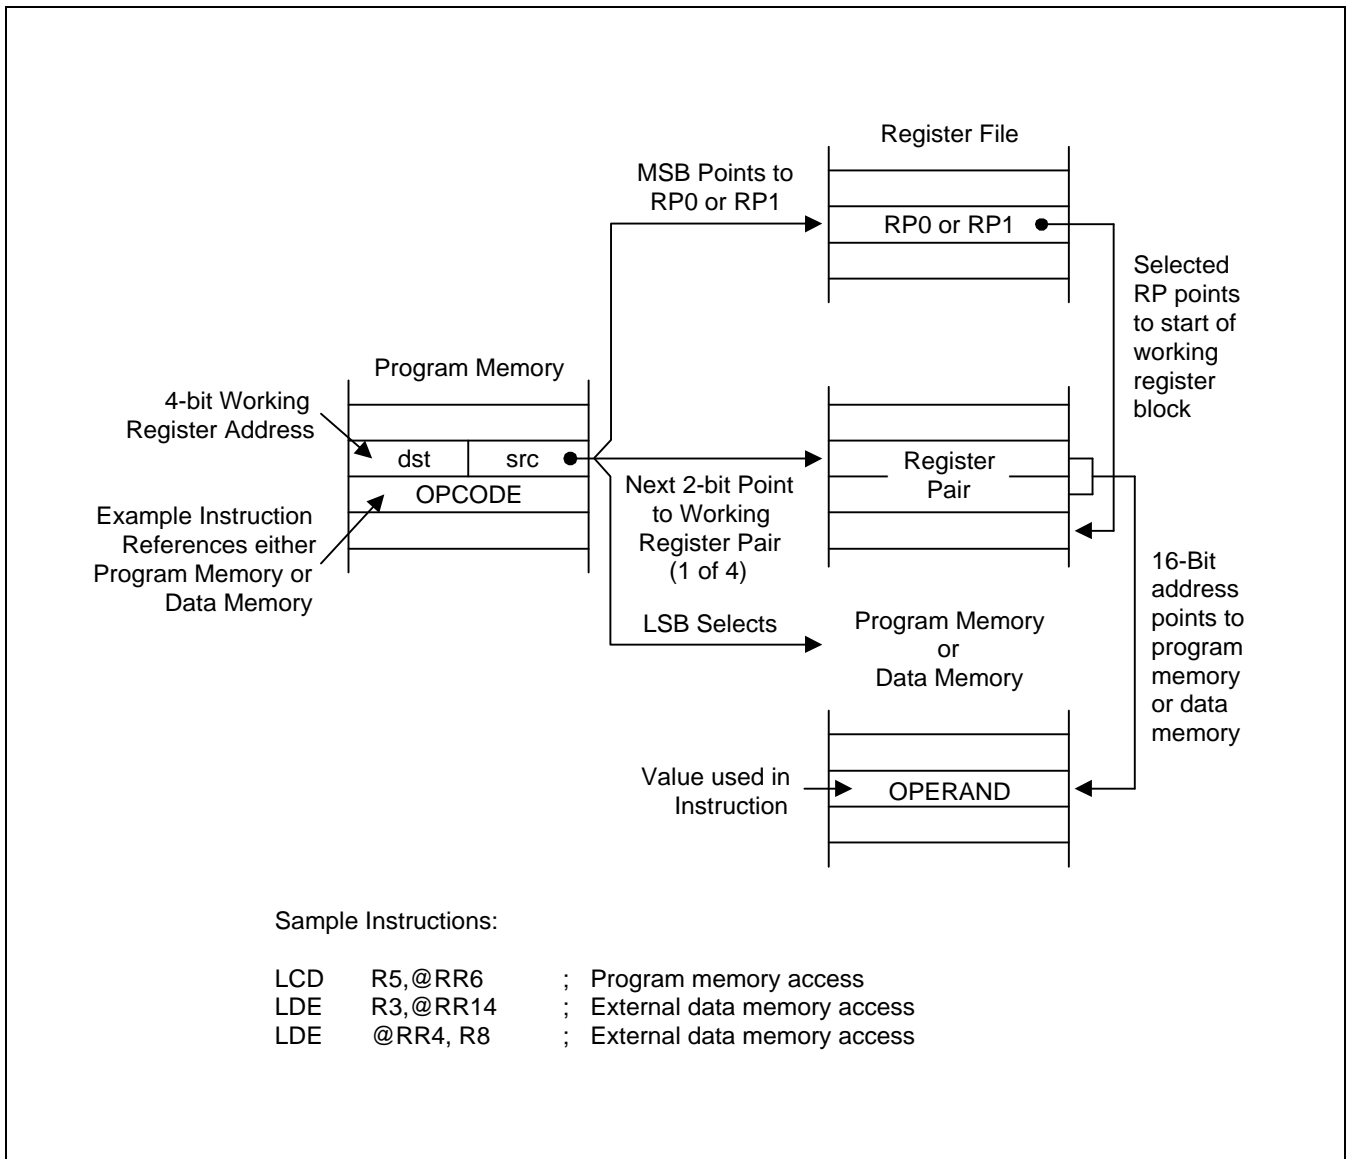 Register File
MSB Points to
RP0 or RP1
RP0 or RP1
Selected
RP points
to start of
working
register
block
Program Memory
4-bit Working
Register Address
dst src
OPCODE
Example Instruction
References either
Program Memory or
Data Memory
Register
Pair
Next 2-bit Point
to Working
Register Pair
(1 of 4)
LSB Selects
Program Memory
or
Data Memory
16-Bit
address
points to
program
memory
or data
memory
Value used in
Instruction
OPERAND
Sample Instructions:
LCD R5,@RR6 ; Program memory access
LDE R3,@RR14 ; External data memory access
LDE @RR4, R8 ; External data memory access